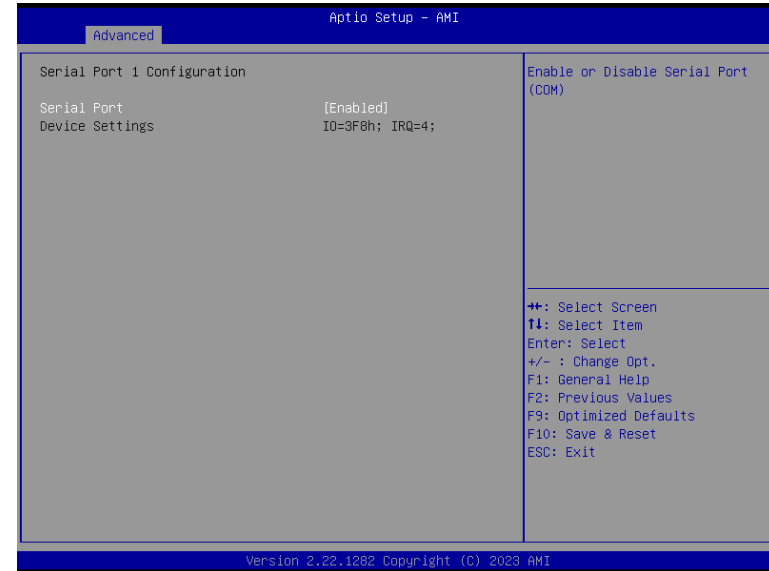 Aptio Setup – AMI
Advanced
Serial Port 1 Configuration
Serial Port [Enabled]
Device Settings IO=3F8h; IRQ=4;
Enable or Disable Serial Port
(COM)
→←: Select Screen
↑↓: Select Item
Enter: Select
+/– : Change Opt.
F1: General Help
F2: Previous Values
F9: Optimized Defaults
F10: Save & Reset
ESC: Exit
Version 2.22.1282 Copyright (C) 2023 AMI